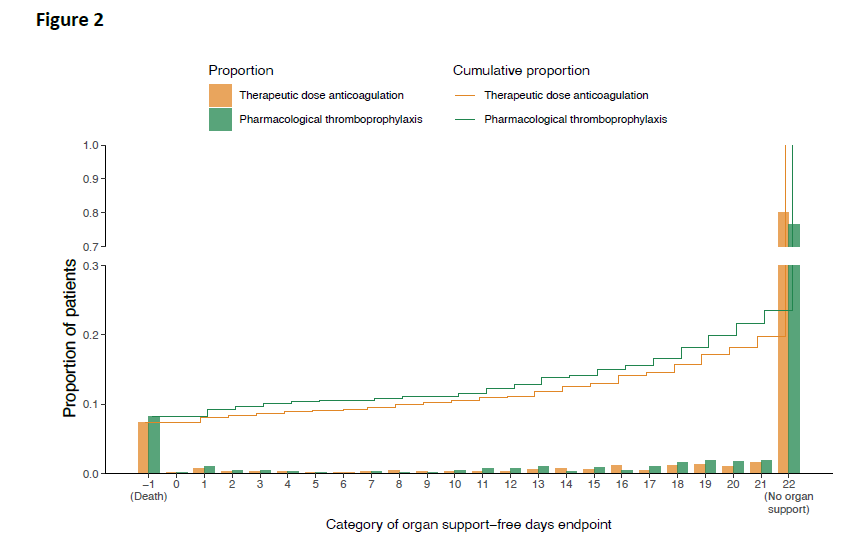 Figure 2
Proportion
Cumulative proportion
Therapeutic dose anticoagulation
Therapeutic dose anticoagulation
Pharmacological thromboprophylaxis
Pharmacological thromboprophylaxis
1.0
0.9
0.8
0.7
0.3
0.2
0.1
0.0
Proportion of patients
−1 0 1 2 3 4 5 6 7 8 9 10 11 12 13 14 15 16 17 18 19 20 21 22
(Death)
(No organ
support)
Category of organ support−free days endpoint